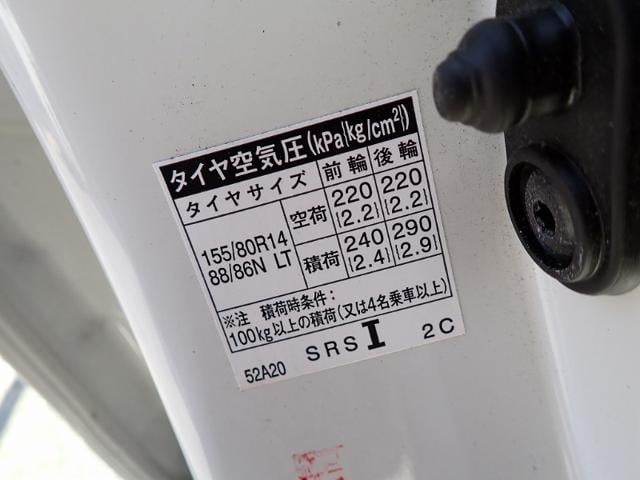 タイヤ空気圧(kPa{kg/cm²})
タイヤサイズ 前輪 後輪
155/80R14 88/86N LT 空荷 220 {2.2} 220 {2.2}
積荷 240 {2.4} 290 {2.9}
※注 積荷時条件:
100kg以上の積荷(又は4名乗車以上)
52A20 SRS I 2C